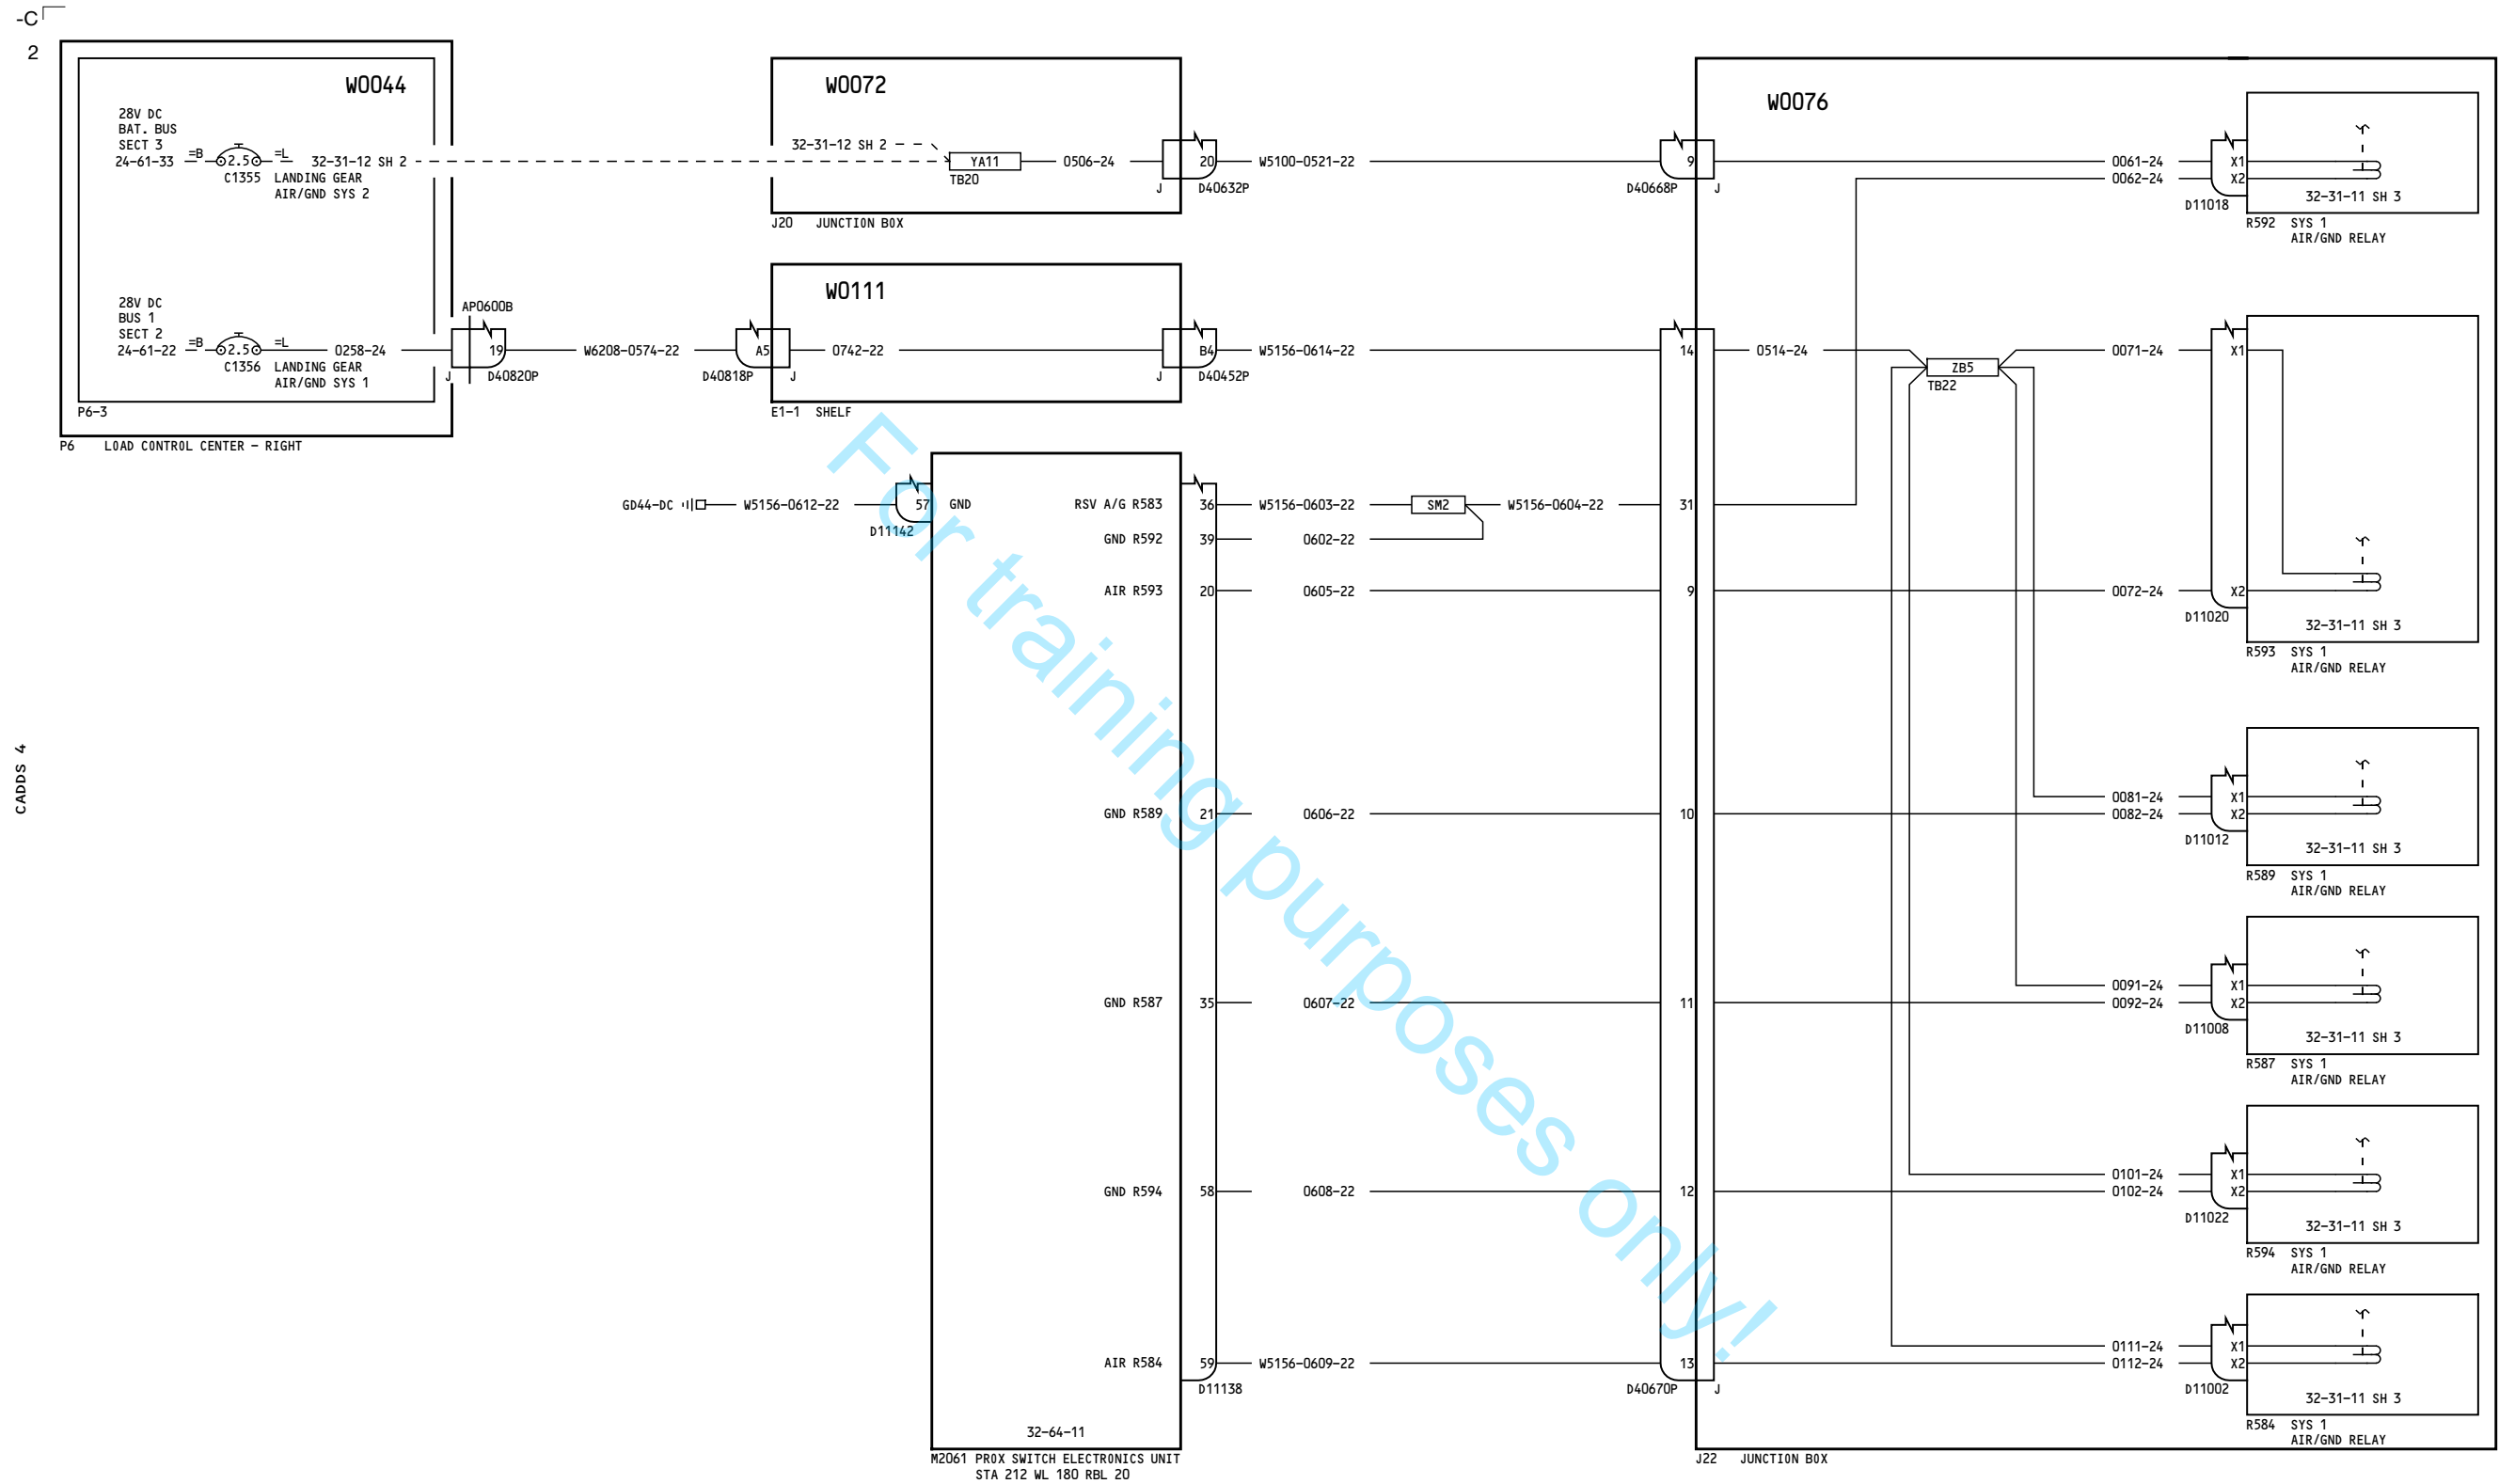 -C
2
W0044
28V DC
BAT. BUS
SECT 3
24-61-33
=B
2.5
=L
C1355
32-31-12 SH 2
LANDING GEAR
AIR/GND SYS 2
28V DC
BUS 1
SECT 2
24-61-22
=B
2.5
=L
C1356
0258-24
LANDING GEAR
AIR/GND SYS 1
P6-3
P6 LOAD CONTROL CENTER - RIGHT
AP0600B
19
J
D40820P
W6208-0574-22
W0072
32-31-12 SH 2
YA11
TB20
0506-24
20
J
D40632P
J20 JUNCTION BOX
W5100-0521-22
W0111
A5
D40818P
J
0742-22
B4
J
D40452P
E1-1 SHELF
W5156-0614-22
GD44-DC
W5156-0612-22
57
D11142
GND
RSV A/G R583
36
W5156-0603-22
SM2
W5156-0604-22
GND R592
39
0602-22
AIR R593
20
0605-22
GND R589
21
0606-22
GND R587
35
0607-22
GND R594
58
0608-22
AIR R584
59
W5156-0609-22
D11138
32-64-11
M2061 PROX SWITCH ELECTRONICS UNIT
STA 212 WL 180 RBL 20
W0076
9
D40668P
J
14
31
9
10
11
12
13
D40670P
J
0514-24
ZB5
TB22
0061-24
0062-24
X1
X2
D11018
32-31-11 SH 3
R592 SYS 1
AIR/GND RELAY
0071-24
X1
0072-24
X2
D11020
32-31-11 SH 3
R593 SYS 1
AIR/GND RELAY
0081-24
0082-24
X1
X2
D11012
32-31-11 SH 3
R589 SYS 1
AIR/GND RELAY
0091-24
0092-24
X1
X2
D11008
32-31-11 SH 3
R587 SYS 1
AIR/GND RELAY
0101-24
0102-24
X1
X2
D11022
32-31-11 SH 3
R594 SYS 1
AIR/GND RELAY
0111-24
0112-24
X1
X2
D11002
32-31-11 SH 3
R584 SYS 1
AIR/GND RELAY
J22 JUNCTION BOX
CADDS 4
For training purposes only!